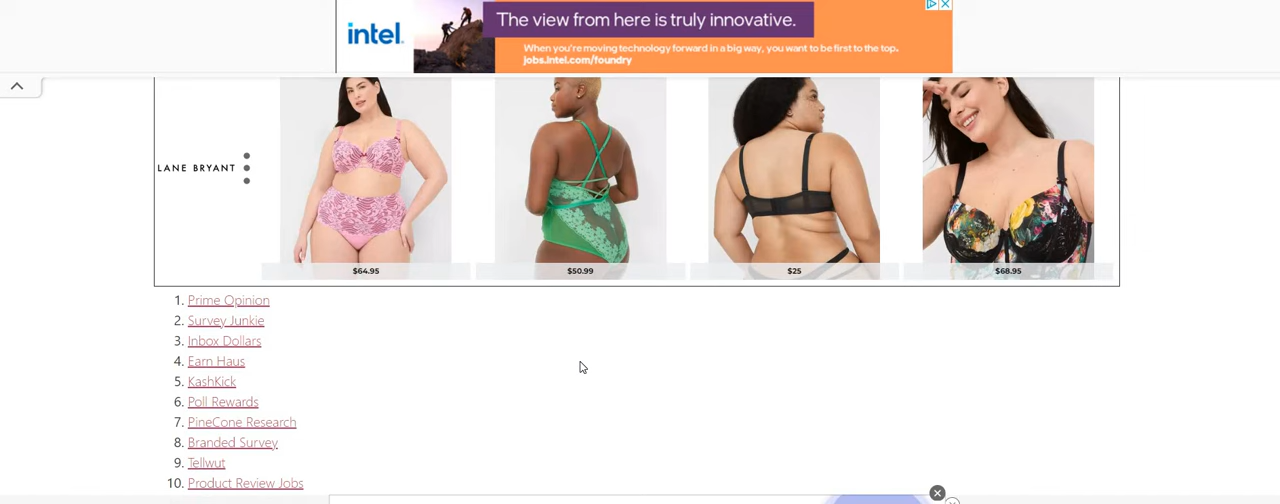 intel.
The view from here is truly innovative.
When you're moving technology forward in a big way, you want to be first to the top.
jobs.intel.com/foundry
LANE BRYANT
$64.95
$50.99
$25
$68.95
1. Prime Opinion
2. Survey Junkie
3. Inbox Dollars
4. Earn Haus
5. KashKick
6. Poll Rewards
7. PineCone Research
8. Branded Survey
9. Tellwut
10. Product Review Jobs